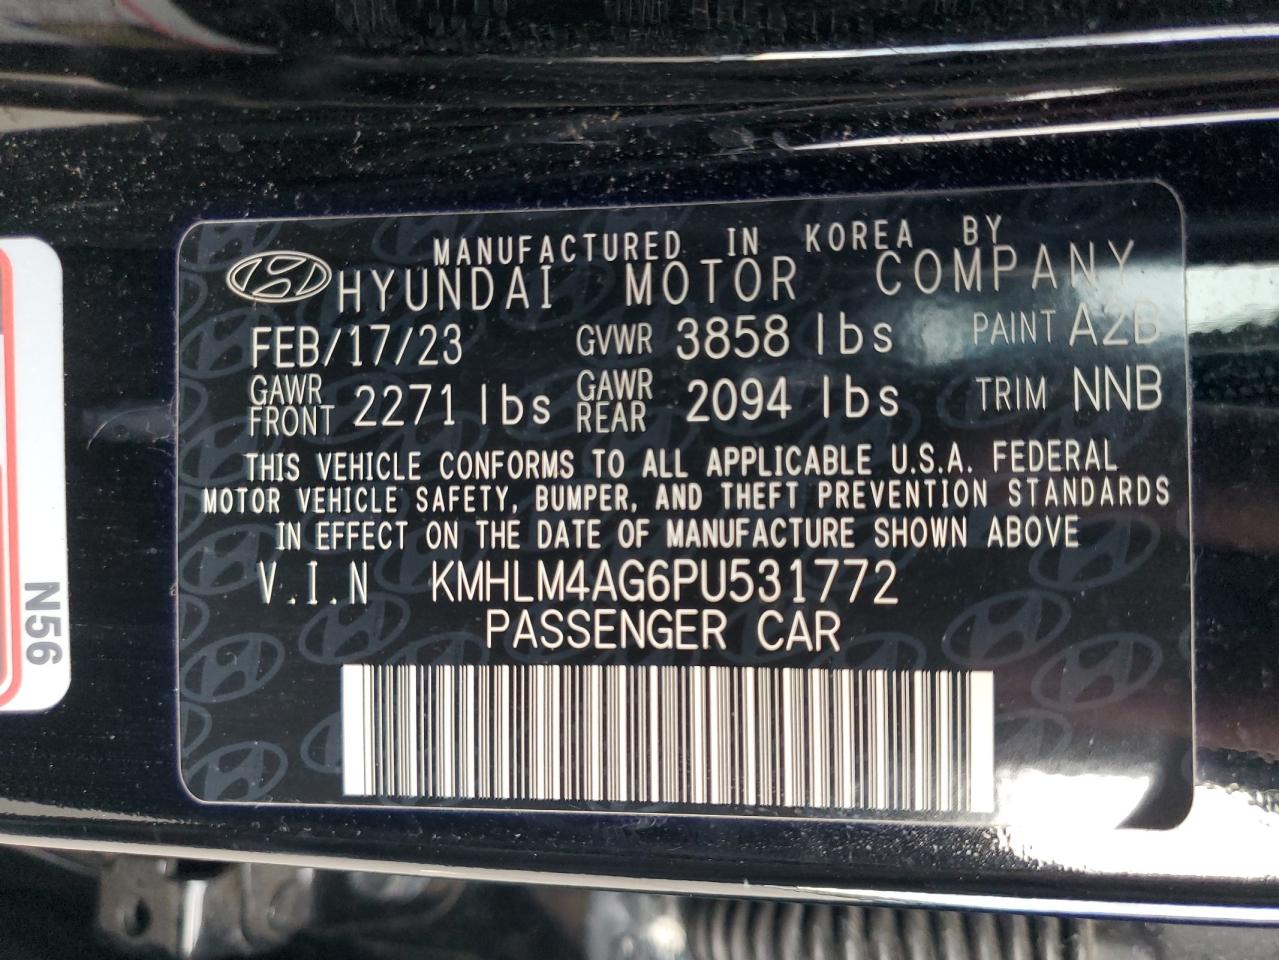 MANUFACTURED IN KOREA BY
HYUNDAI MOTOR COMPANY
FEB/17/23 GVWR 3858 lbs PAINT A2B
GAWR FRONT 2271 lbs GAWR REAR 2094 lbs TRIM NNB
THIS VEHICLE CONFORMS TO ALL APPLICABLE U.S.A. FEDERAL
MOTOR VEHICLE SAFETY, BUMPER, AND THEFT PREVENTION STANDARDS
IN EFFECT ON THE DATE OF MANUFACTURE SHOWN ABOVE
V.I.N KMHLM4AG6PU531772
PASSENGER CAR
N56